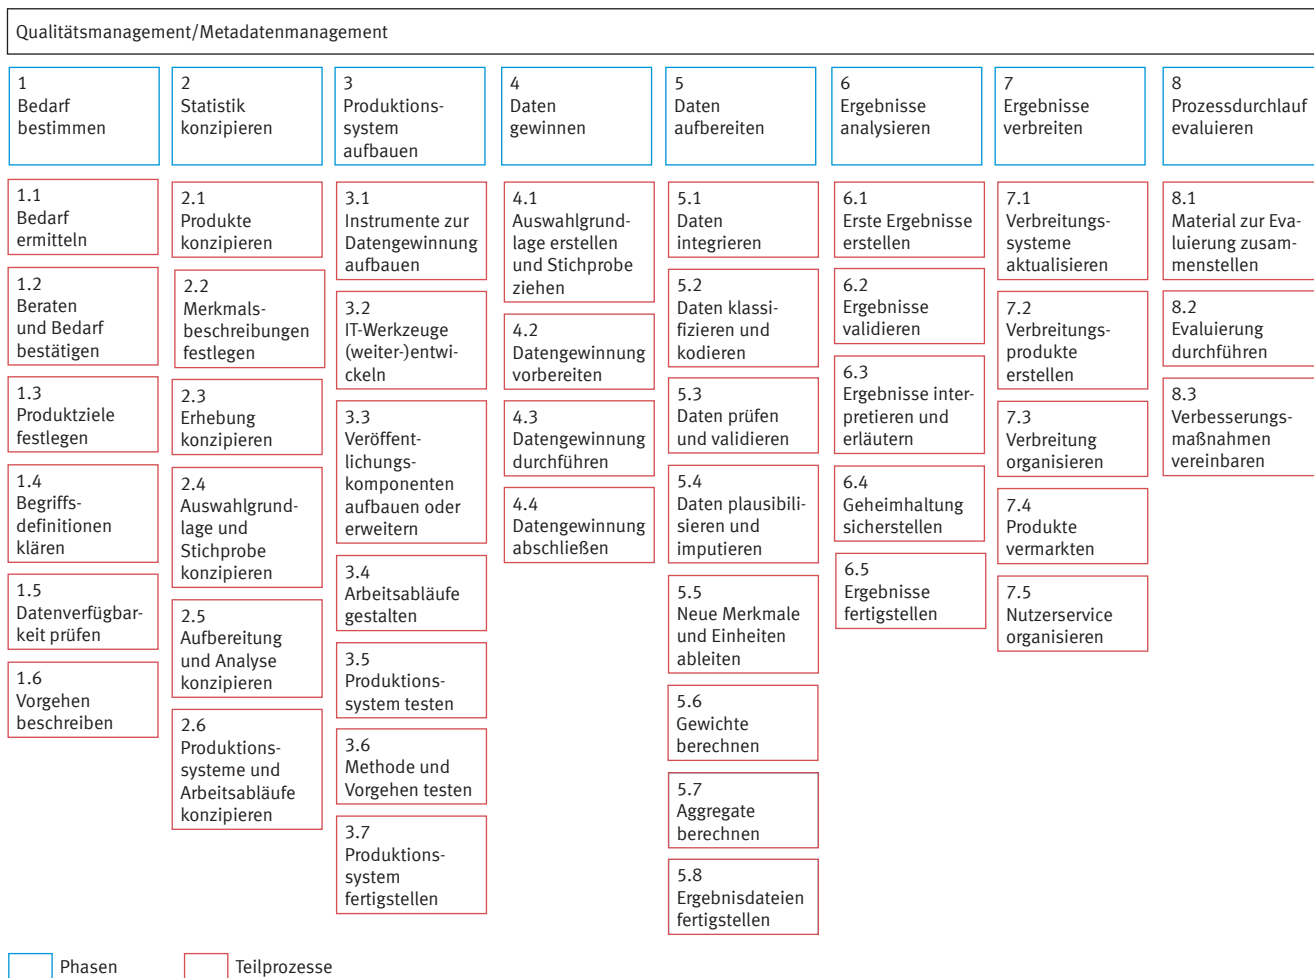 Qualitätsmanagement/Metadatenmanagement
1
Bedarf
bestimmen
2
Statistik
konzipieren
3
Produktions-
system
aufbauen
4
Daten
gewinnen
5
Daten
aufbereiten
6
Ergebnisse
analysieren
7
Ergebnisse
verbreiten
8
Prozessdurchlauf
evaluieren
1.1
Bedarf
ermitteln
1.2
Beraten
und Bedarf
bestätigen
1.3
Produktziele
festlegen
1.4
Begriffs-
definitionen
klären
1.5
Datenverfügbar-
keit prüfen
1.6
Vorgehen
beschreiben
2.1
Produkte
konzipieren
2.2
Merkmals-
beschreibungen
festlegen
2.3
Erhebung
konzipieren
2.4
Auswahlgrund-
lage und
Stichprobe
konzipieren
2.5
Aufbereitung
und Analyse
konzipieren
2.6
Produktions-
systeme und
Arbeitsabläufe
konzipieren
3.1
Instrumente zur
Datengewinnung
aufbauen
3.2
IT-Werkzeuge
(weiter-)entwi-
ckeln
3.3
Veröffent-
lichungs-
komponenten
aufbauen oder
erweitern
3.4
Arbeitsabläufe
gestalten
3.5
Produktions-
system testen
3.6
Methode und
Vorgehen testen
3.7
Produktions-
system
fertigstellen
4.1
Auswahlgrund-
lage erstellen
und Stichprobe
ziehen
4.2
Datengewinnung
vorbereiten
4.3
Datengewinnung
durchführen
4.4
Datengewinnung
abschließen
5.1
Daten
integrieren
5.2
Daten klassi-
fizieren und
kodieren
5.3
Daten prüfen
und validieren
5.4
Daten plausibili-
sieren und
imputieren
5.5
Neue Merkmale
und Einheiten
ableiten
5.6
Gewichte
berechnen
5.7
Aggregate
berechnen
5.8
Ergebnisdateien
fertigstellen
6.1
Erste Ergebnisse
erstellen
6.2
Ergebnisse
validieren
6.3
Ergebnisse inter-
pretieren und
erläutern
6.4
Geheimhaltung
sicherstellen
6.5
Ergebnisse
fertigstellen
7.1
Verbreitungs-
systeme
aktualisieren
7.2
Verbreitungs-
produkte
erstellen
7.3
Verbreitung
organisieren
7.4
Produkte
vermarkten
7.5
Nutzerservice
organisieren
8.1
Material zur Eva-
luierung zusam-
menstellen
8.2
Evaluierung
durchführen
8.3
Verbesserungs-
maßnahmen
vereinbaren
Phasen
Teilprozesse